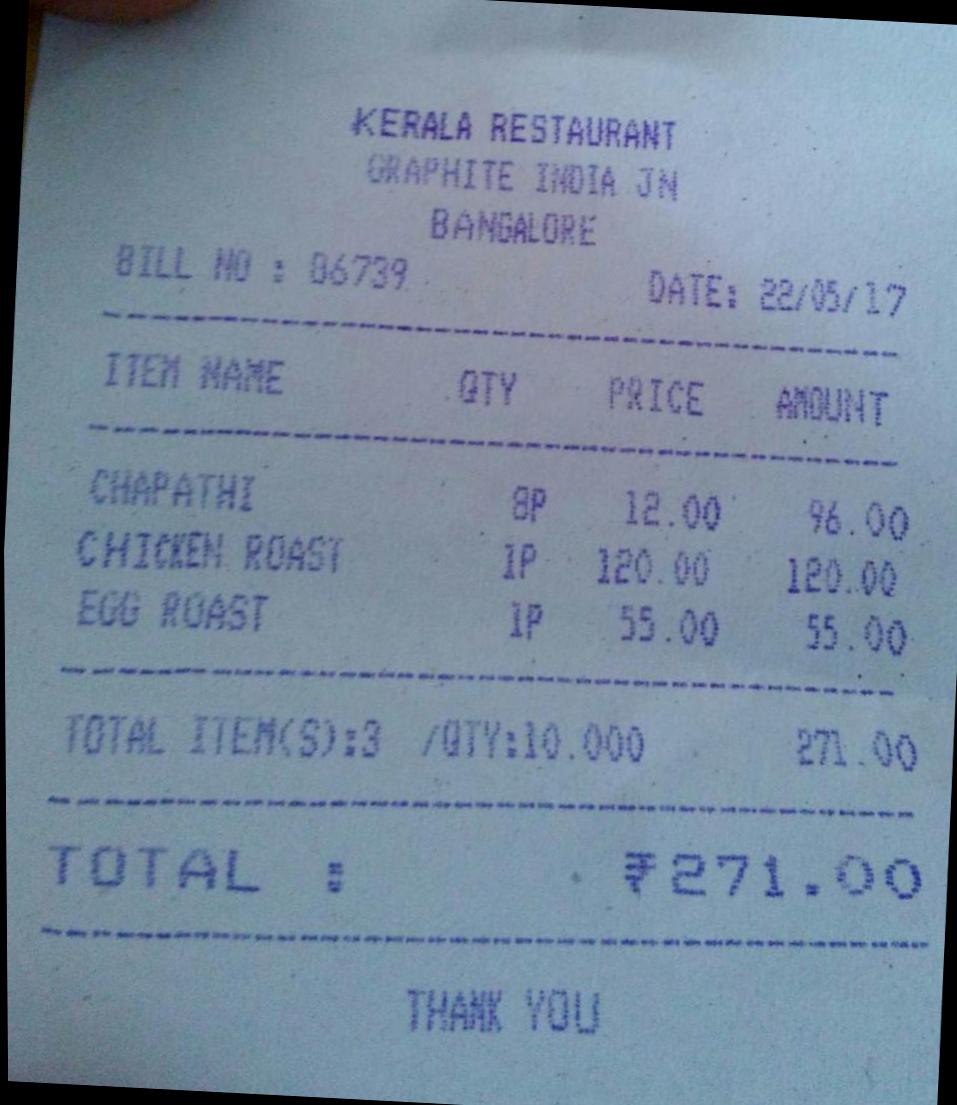 KERALA RESTAURANT
GRAPHITE INDIA JN
BANGALORE
BILL NO : 06739 DATE: 22/05/17
ITEM NAME QTY PRICE AMOUNT
CHAPATHI 8P 12.00 96.00
CHICKEN ROAST 1P 120.00 120.00
EGG ROAST 1P 55.00 55.00
TOTAL ITEM(S):3 /QTY:10.000 271.00
TOTAL : ₹271.00
THANK YOU